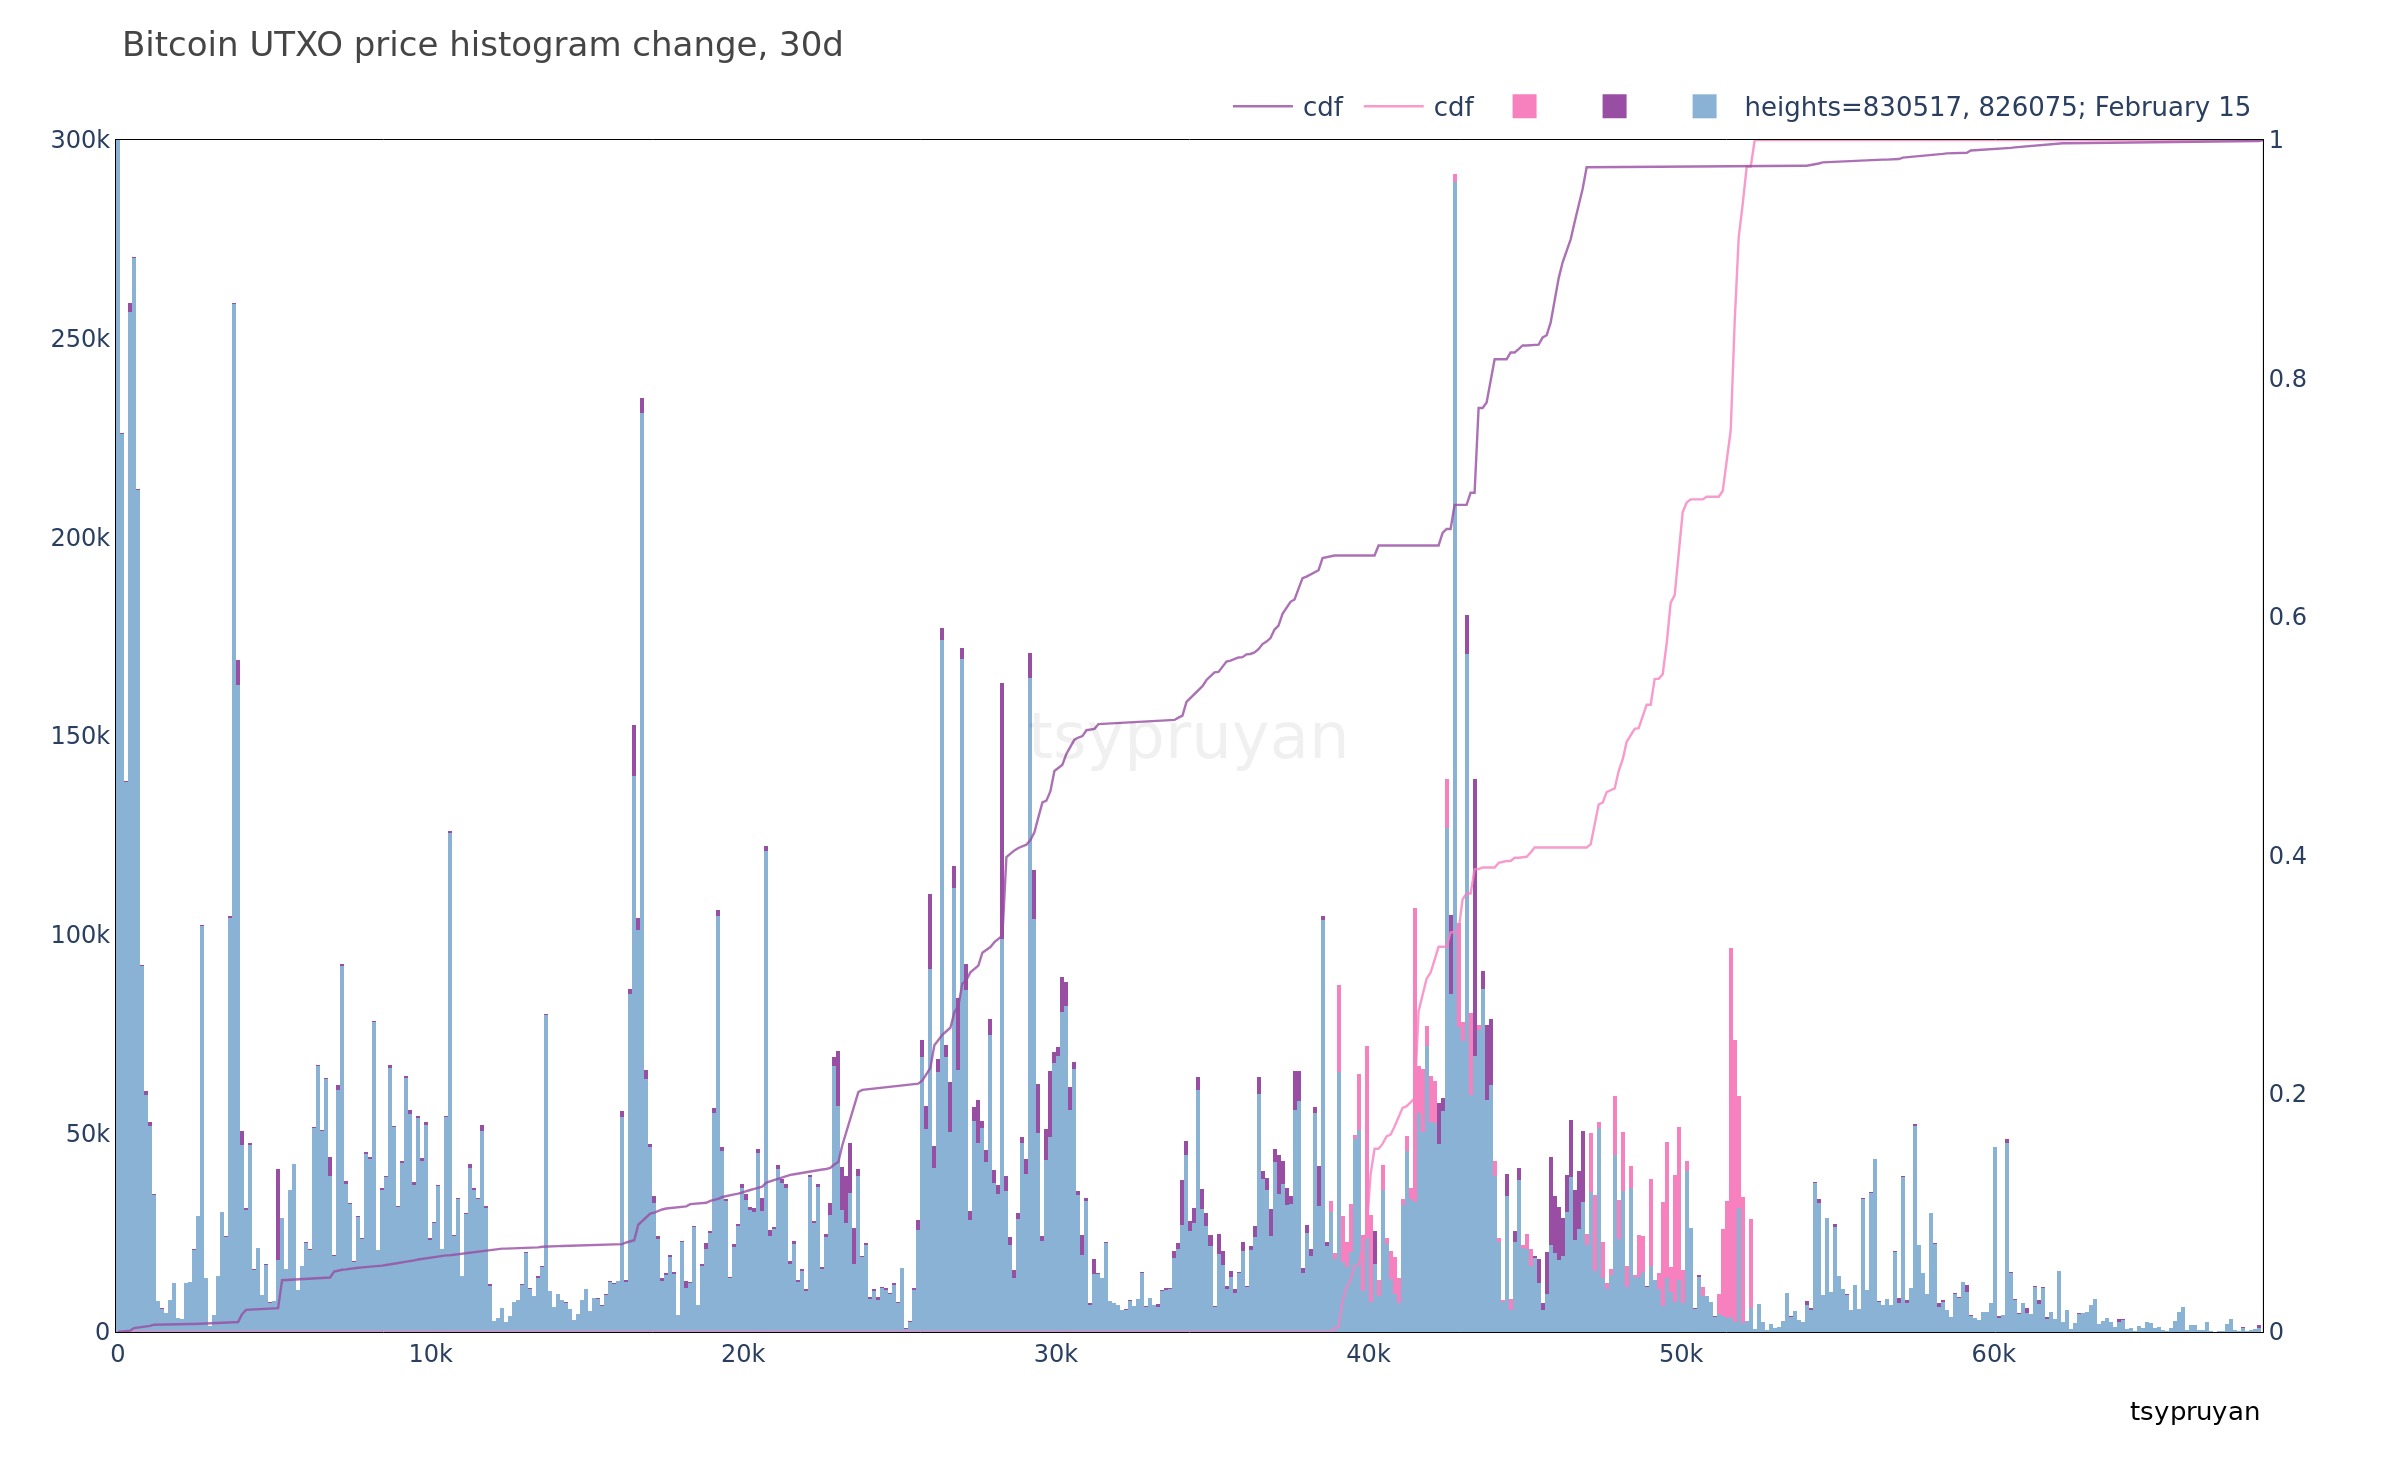 Bitcoin UTXO price histogram change, 30d
cdf cdf heights=830517, 826075; February 15
300k
250k
200k
150k
100k
50k
0
1
0.8
0.6
0.4
0.2
0
tsypruyan
0 10k 20k 30k 40k 50k 60k
tsypruyan